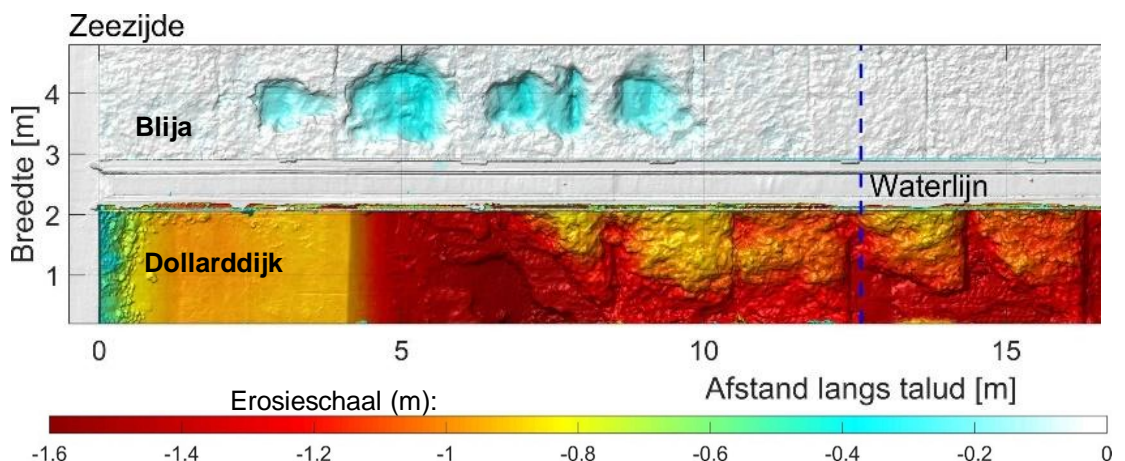 Zeezijde
4
Blija
3
Breedte [m]
Waterlijn
2
Dollarddijk
1
0 5 10 15
Afstand langs talud [m]
Erosieschaal (m):
-1.6 -1.4 -1.2 -1 -0.8 -0.6 -0.4 -0.2 0